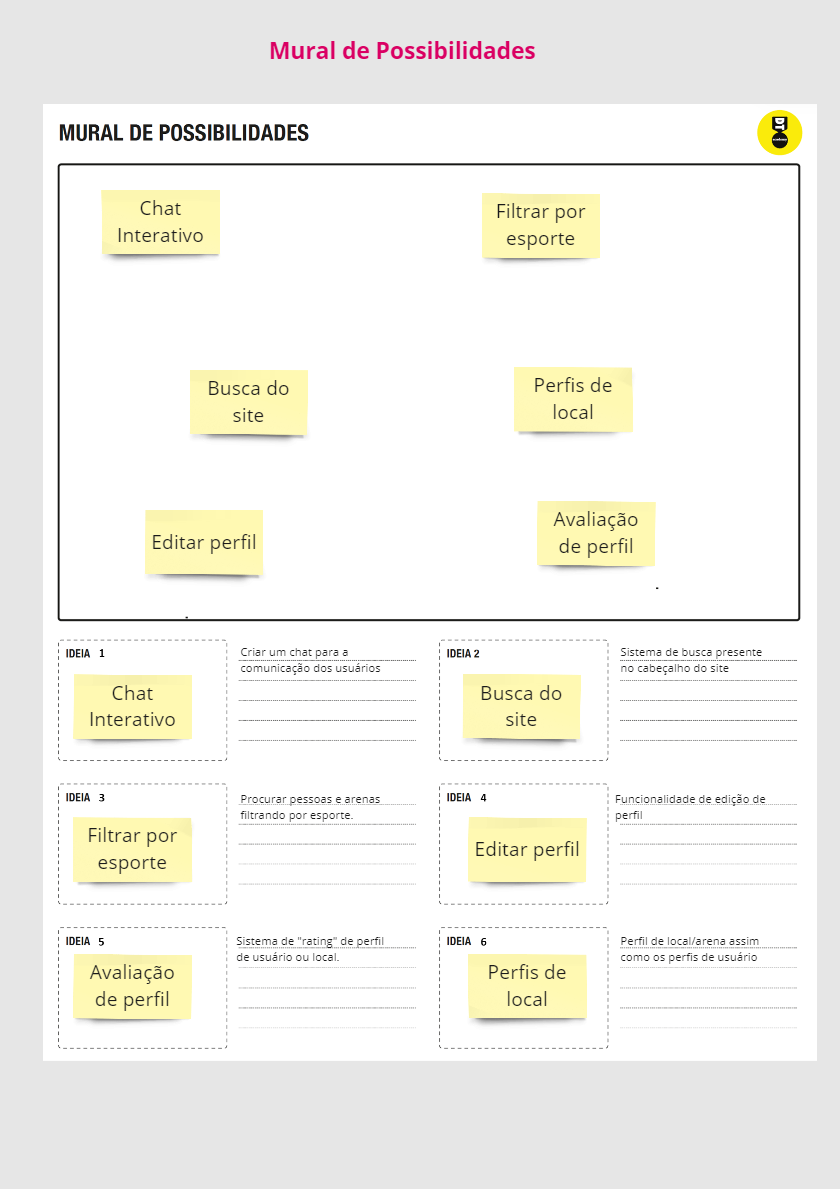 Mural de Possibilidades
MURAL DE POSSIBILIDADES
DT
Chat
Interativo
Filtrar por
esporte
Busca do
site
Perfis de
local
Editar perfil
Avaliação
de perfil
IDEIA 1
Chat
Interativo
Criar um chat para a
comunicação dos usuários
IDEIA 2
Busca do
site
Sistema de busca presente
no cabeçalho do site
IDEIA 3
Filtrar por
esporte
Procurar pessoas e arenas
filtrando por esporte.
IDEIA 4
Editar perfil
Funcionalidade de edição de
perfil
IDEIA 5
Avaliação
de perfil
Sistema de "rating" de perfil
de usuário ou local.
IDEIA 6
Perfis de
local
Perfil de local/arena assim
como os perfis de usuário